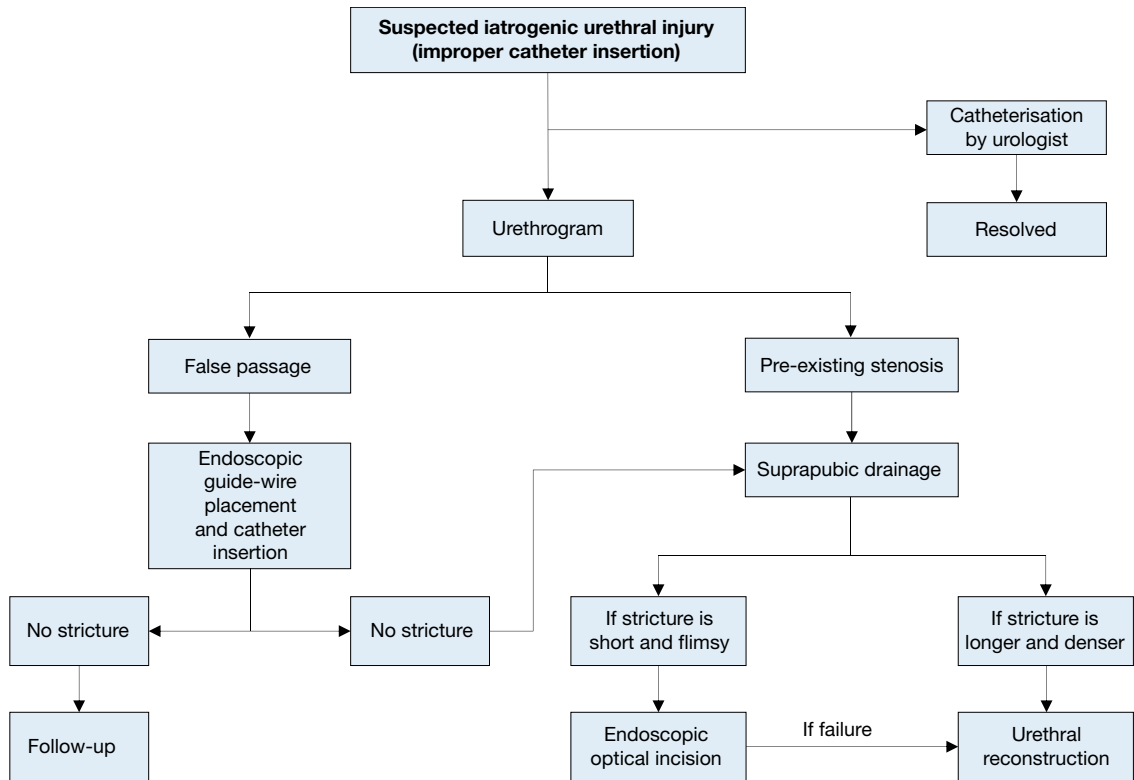 Suspected iatrogenic urethral injury
(improper catheter insertion)
Catheterisation
by urologist
Resolved
Urethrogram
False passage
Pre-existing stenosis
Endoscopic
guide-wire
placement
and catheter
insertion
Suprapubic drainage
No stricture
No stricture
If stricture is
short and flimsy
If stricture is
longer and denser
Follow-up
Endoscopic
optical incision
If failure
Urethral
reconstruction